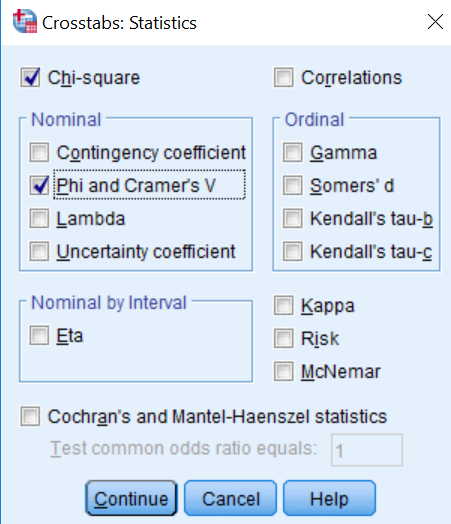 Crosstabs: Statistics
Chi-square
Correlations
Nominal
Contingency coefficient
Phi and Cramer's V
Lambda
Uncertainty coefficient
Ordinal
Gamma
Somers' d
Kendall's tau-b
Kendall's tau-c
Nominal by Interval
Eta
Kappa
Risk
McNemar
Cochran's and Mantel-Haenszel statistics
Test common odds ratio equals: 1
Continue Cancel Help